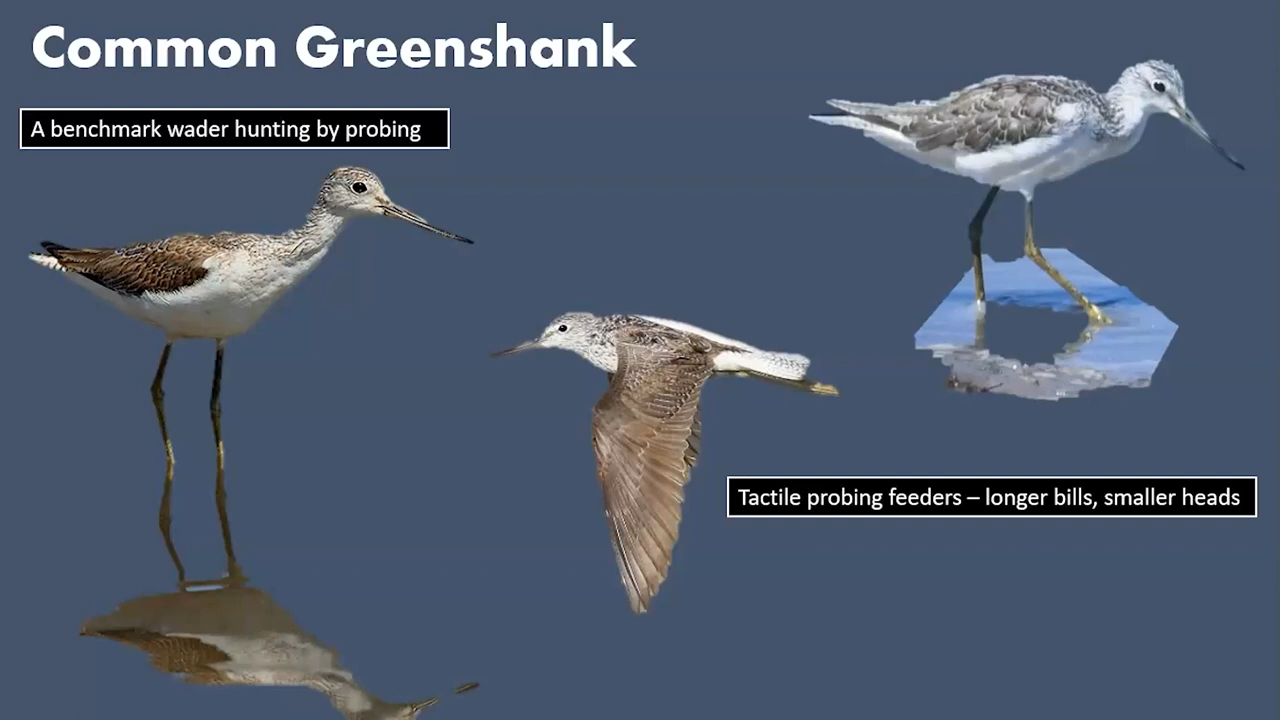 Common Greenshank
A benchmark wader hunting by probing
Tactile probing feeders – longer bills, smaller heads